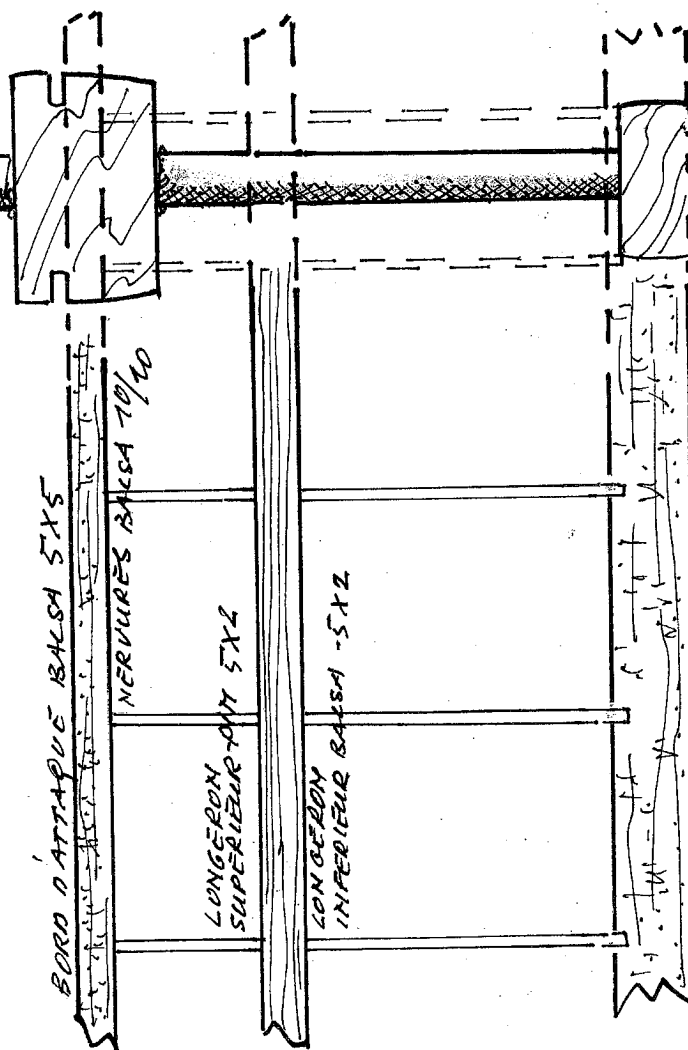 BORD D'ATTAQUE BALSA 5X5
NERVURES BALSA 10/10
LONGERON
SUPERIEUR PIN 5X2
LONGERON
INFERIEUR BALSA - 5X2